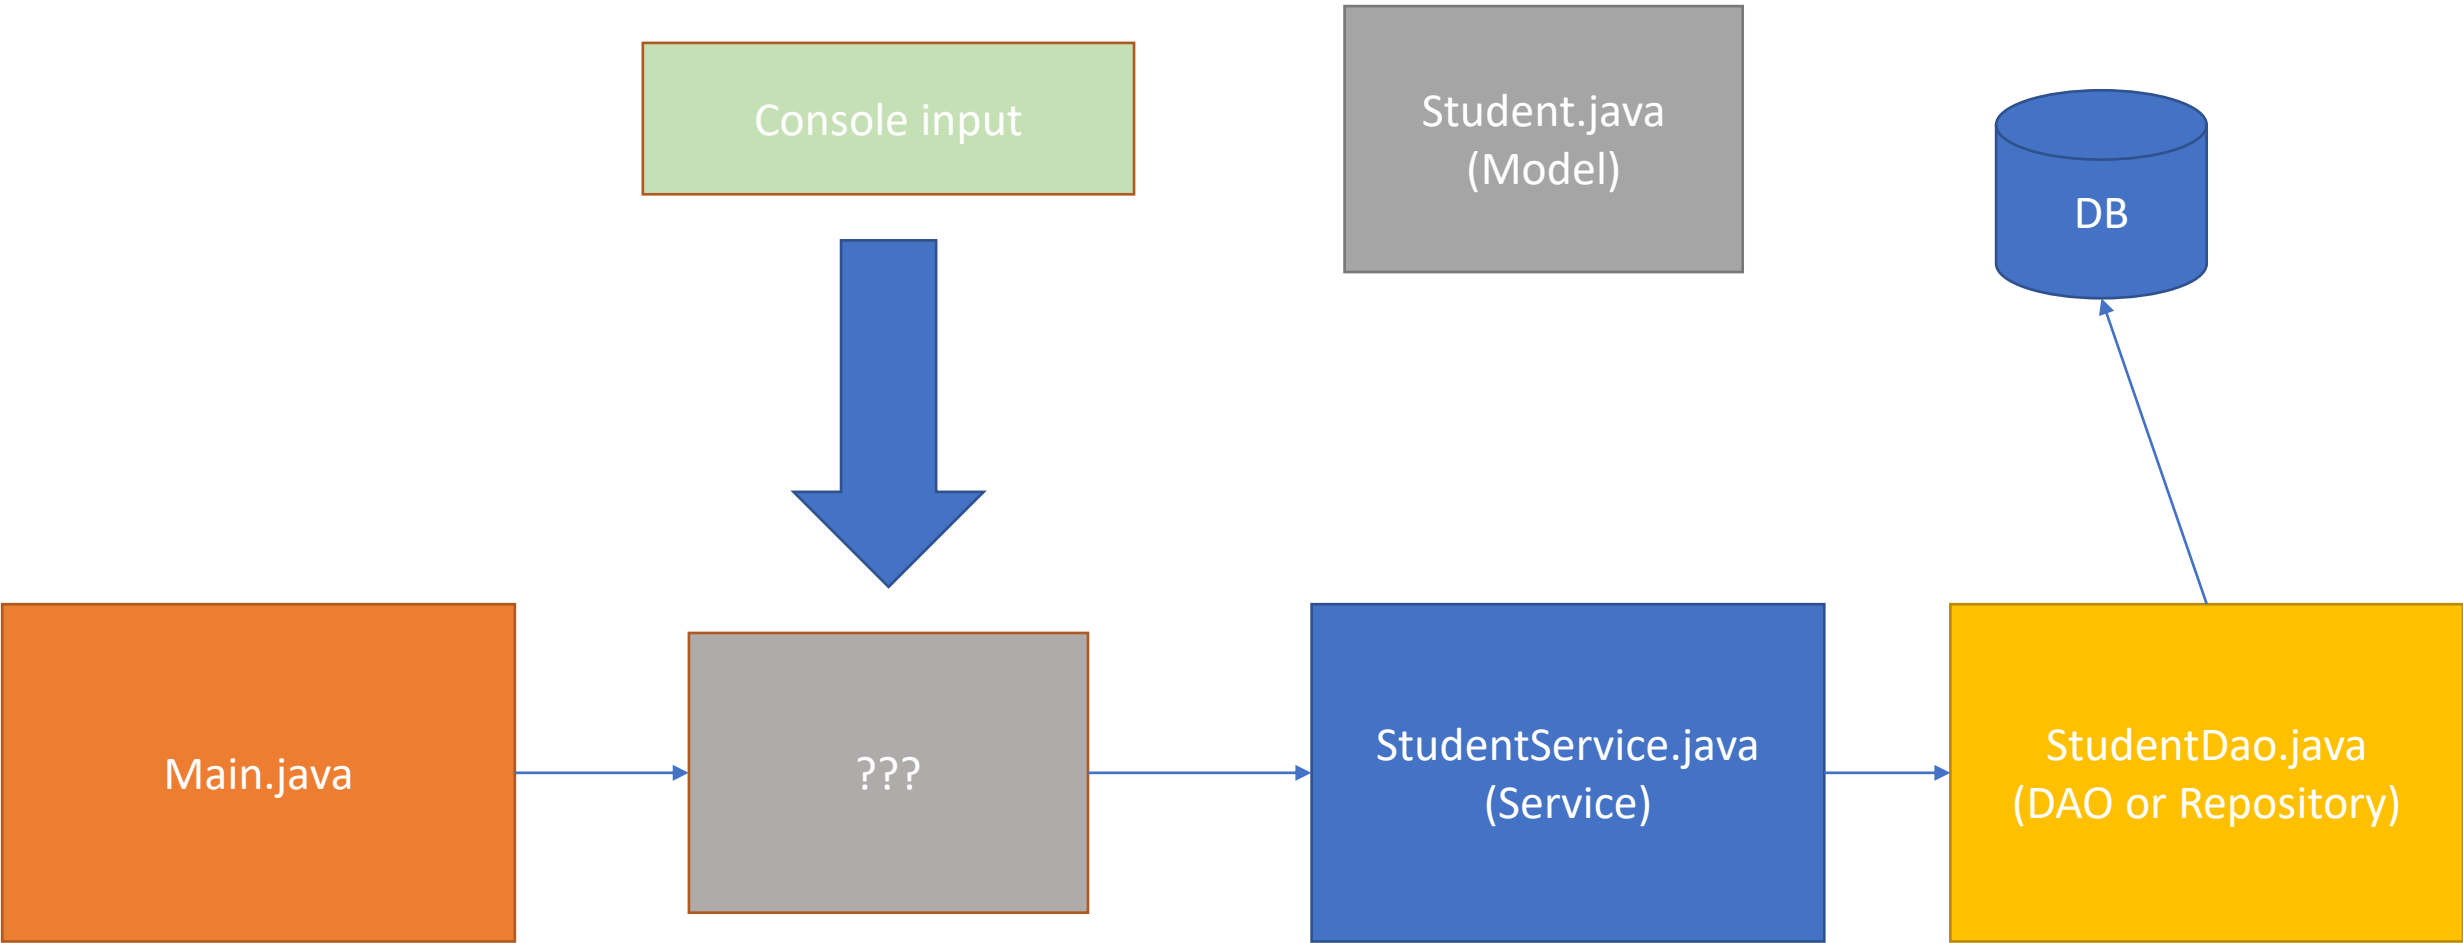 Console input
Student.java
(Model)
DB
Main.java
???
StudentService.java
(Service)
StudentDao.java
(DAO or Repository)